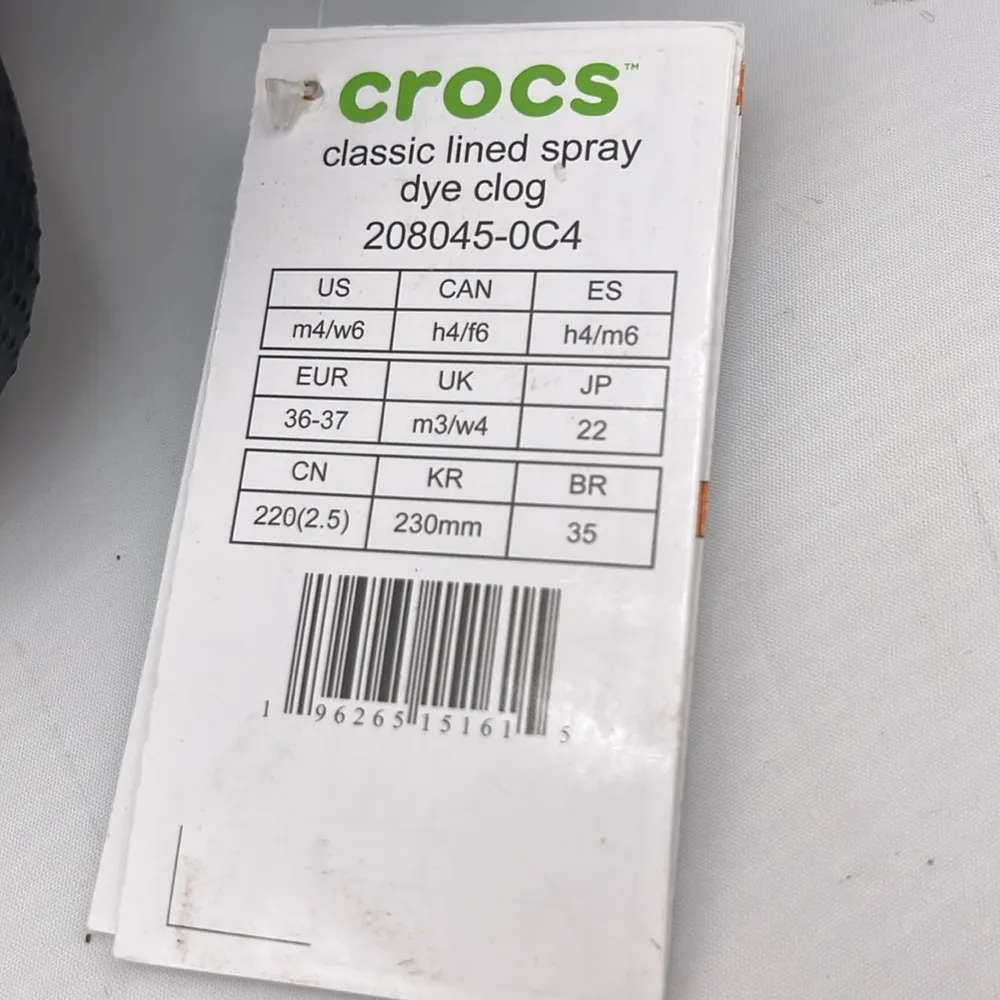 crocs™
classic lined spray
dye clog
208045-0C4
US CAN ES
m4/w6 h4/f6 h4/m6
EUR UK JP
36-37 m3/w4 22
CN KR BR
220(2.5) 230mm 35
1 96265 15161 5